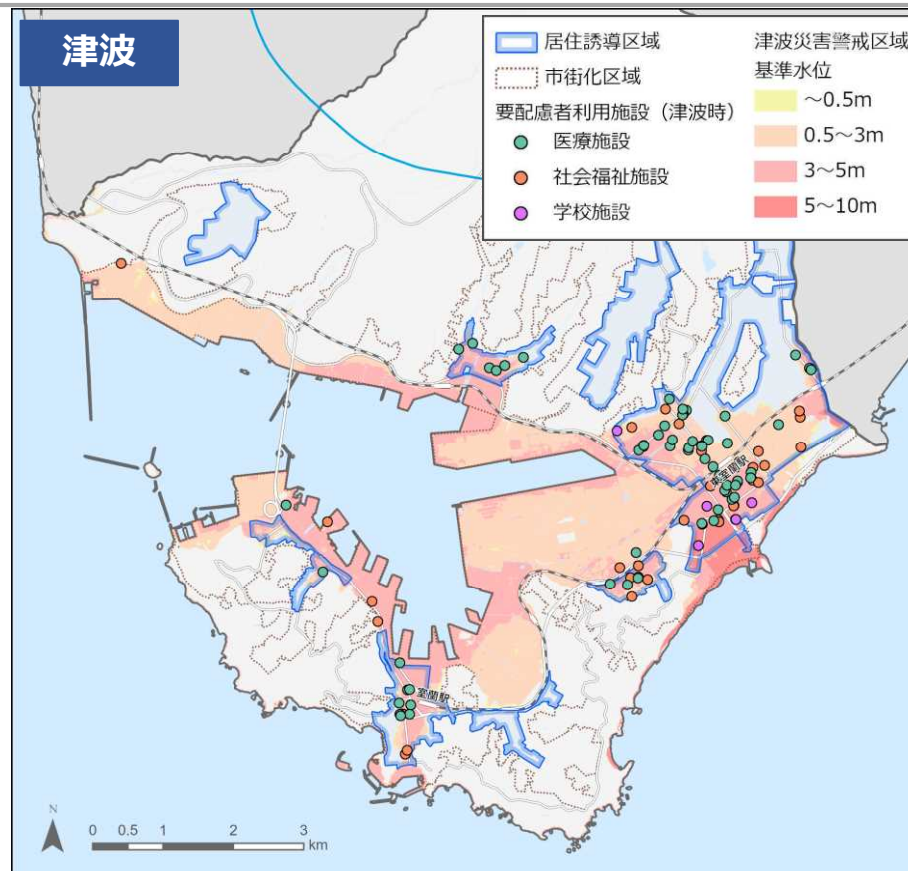 津波
居住誘導区域
市街化区域
要配慮者利用施設（津波時）
医療施設
社会福祉施設
学校施設
津波災害警戒区域
基準水位
～0.5m
0.5～3m
3～5m
5～10m
東室蘭駅
室蘭駅
N
0 0.5 1 2 3
km